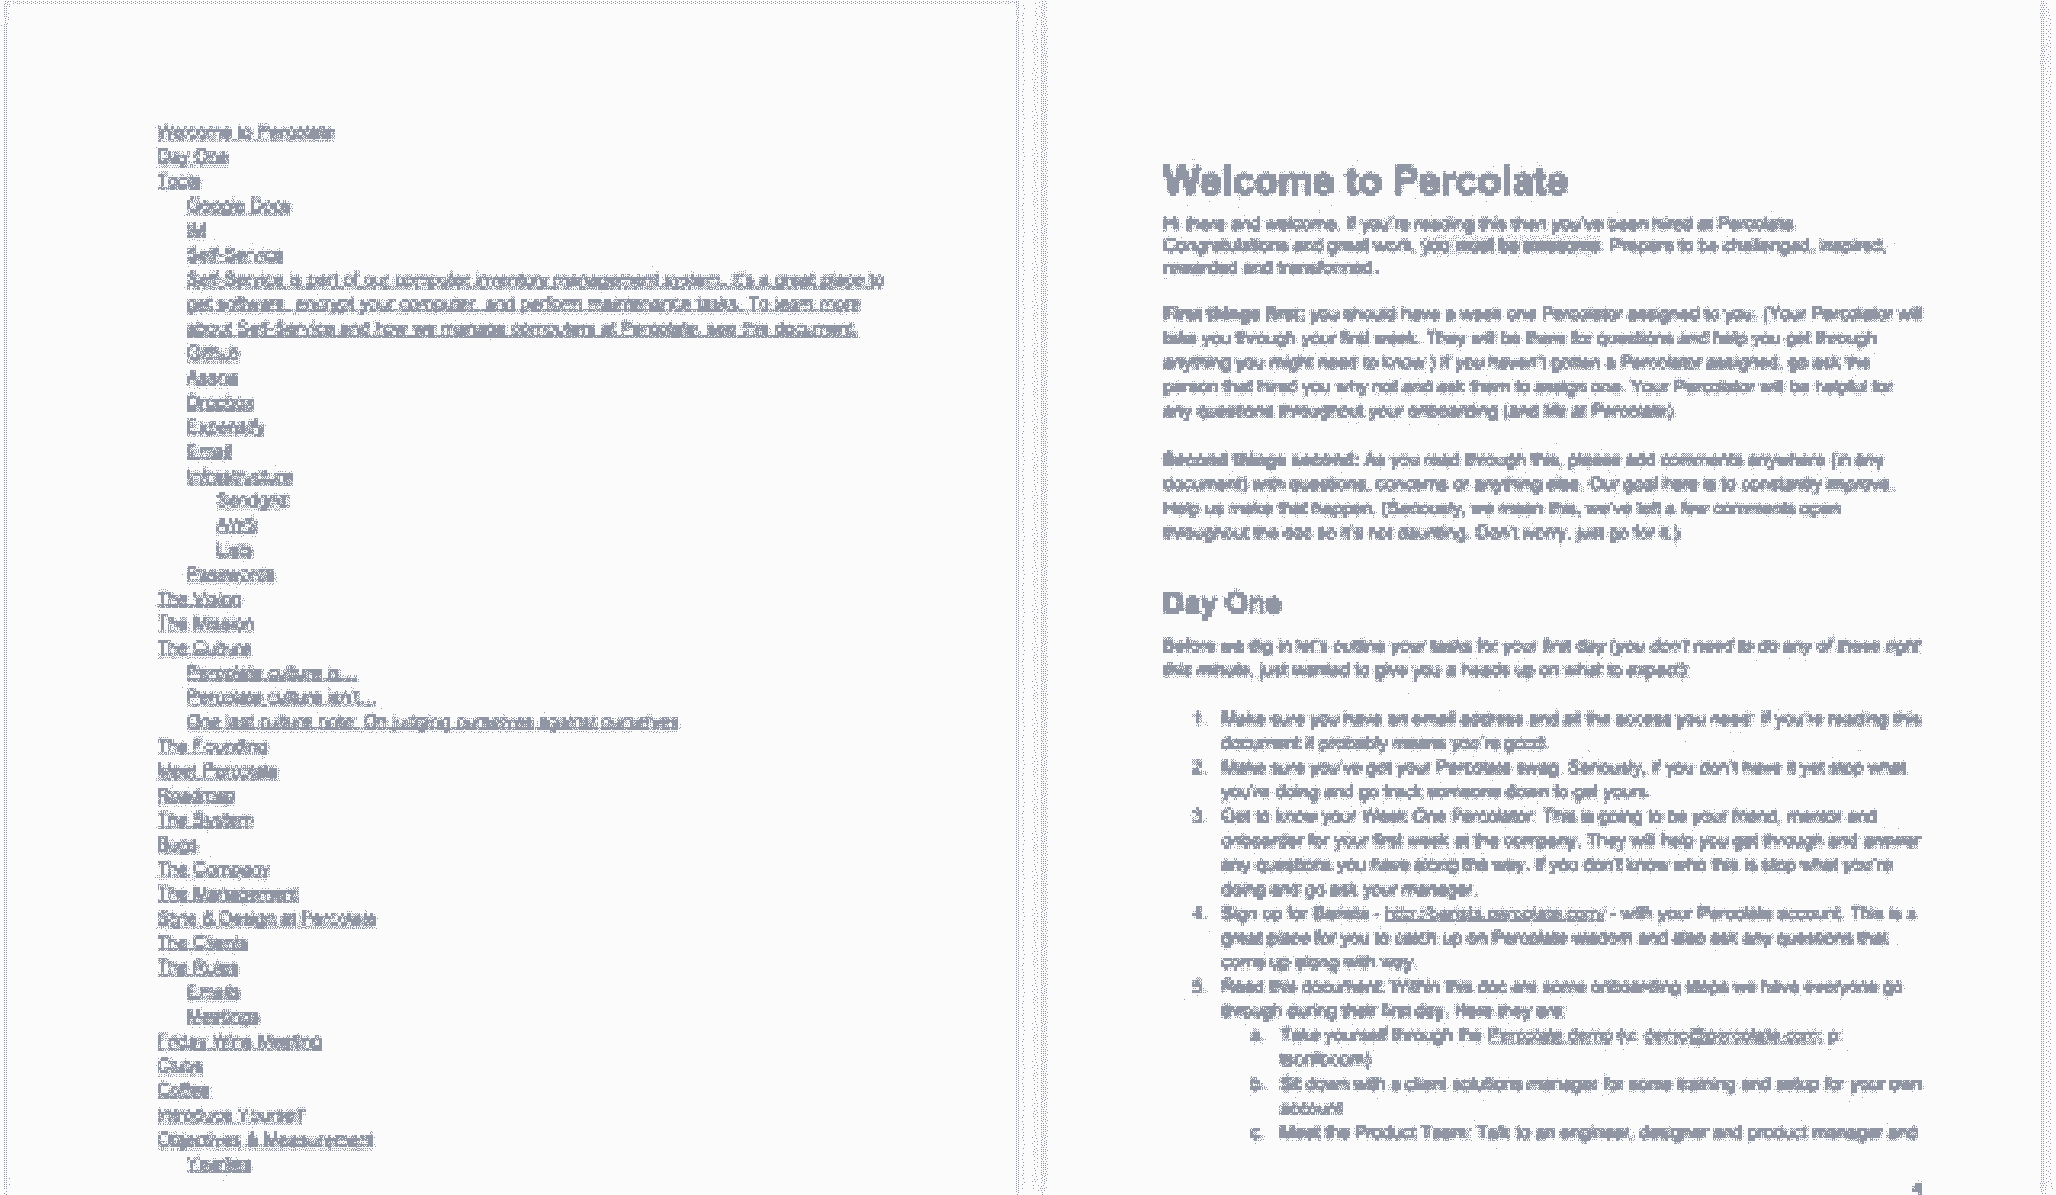 Welcome to Percolate
Day One
Tools
Google Docs
IM
Self-Service
Self-Service is part of our computer inventory management system. It's a great place to
get software, encrypt your computer, and perform maintenance tasks. To learn more
about Self-Service and how we manage computers at Percolate, see this document.
Github
Asana
Dropbox
Expensify
Email
Infrastructure
Sendgrid
AWS
Lists
Passwords
The Vision
The Mission
The Culture
Percolate culture is...
Percolate culture isn't...
One last culture note: On judging ourselves against ourselves
The Founding
Meet Percolate
Roadmap
The System
Bugs
The Company
The Management
Store & Design at Percolate
The Clients
The Rules
Emails
Meetings
Friday Wine Meeting
Clubs
Coffee
Introduce Yourself
Objectives & Measurement
Welcome to Percolate
Hi there and welcome. If you're reading this then you've been hired at Percolate.
Congratulations and great work, you must be awesome. Prepare to be challenged, inspired,
rewarded and transformed.
First things first: you should have a week one Percolator assigned to you. (Your Percolator will
take you through your first week. They will be there for questions and help you get through
anything you might need to know.) If you haven't gotten a Percolator assigned, go ask the
person that hired you why not and ask them to assign one. Your Percolator will be helpful for
any questions throughout your onboarding (and life at Percolate).
Second things second: As you read through this, please add comments anywhere (in any
document) with questions, concerns or anything else. Our goal here is to constantly improve.
Help us make that happen. (Seriously, we mean this, we've left a few comments open
throughout the doc so it's not daunting. Don't worry, just go for it.)
Day One
Before we dig in let's outline your tasks for your first day (you don't need to do any of these right
this minute, just wanted to give you a heads up on what to expect):
1. Make sure you have an email address and all the access you need: If you're reading this
document it probably means you're good.
2. Make sure you've got your Percolate swag. Seriously, if you don't have it yet stop what
you're doing and go track someone down to get yours.
3. Get to know your Week One Percolator: This is going to be your friend, mentor and
onboarder for your first week at the company. They will help you get through and answer
any questions you have along the way. If you don't know who this is stop what you're
doing and go ask your manager.
4. Sign up for Barista - http://barista.percolate.com/ - with your Percolate account. This is a
great place for you to catch up on Percolate wisdom and also ask any questions that
come up along with way.
5. Read this document: Within this doc are some onboarding steps we have everyone go
through during their first day. Here they are:
a. Take yourself through the Percolate demo (u: demo@percolate.com p:
b. Sit down with a client solutions manager for some training and setup for your own
account
c. Meet the Product Team: Talk to an engineer, designer and product manager and
4